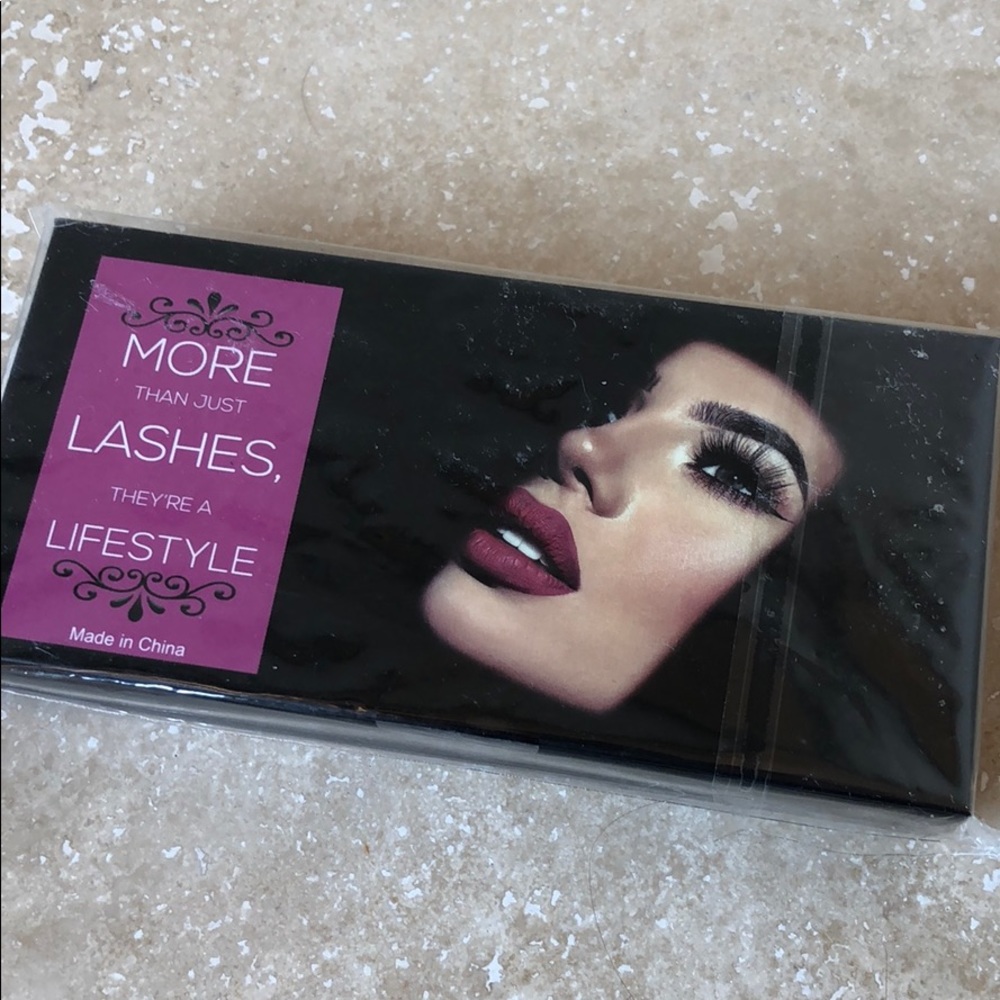 MORE
THAN JUST
LASHES,
THEY'RE A
LIFESTYLE
Made in China